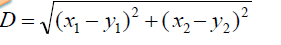 D = √((x₁ − y₁)² + (x₂ − y₂)²)